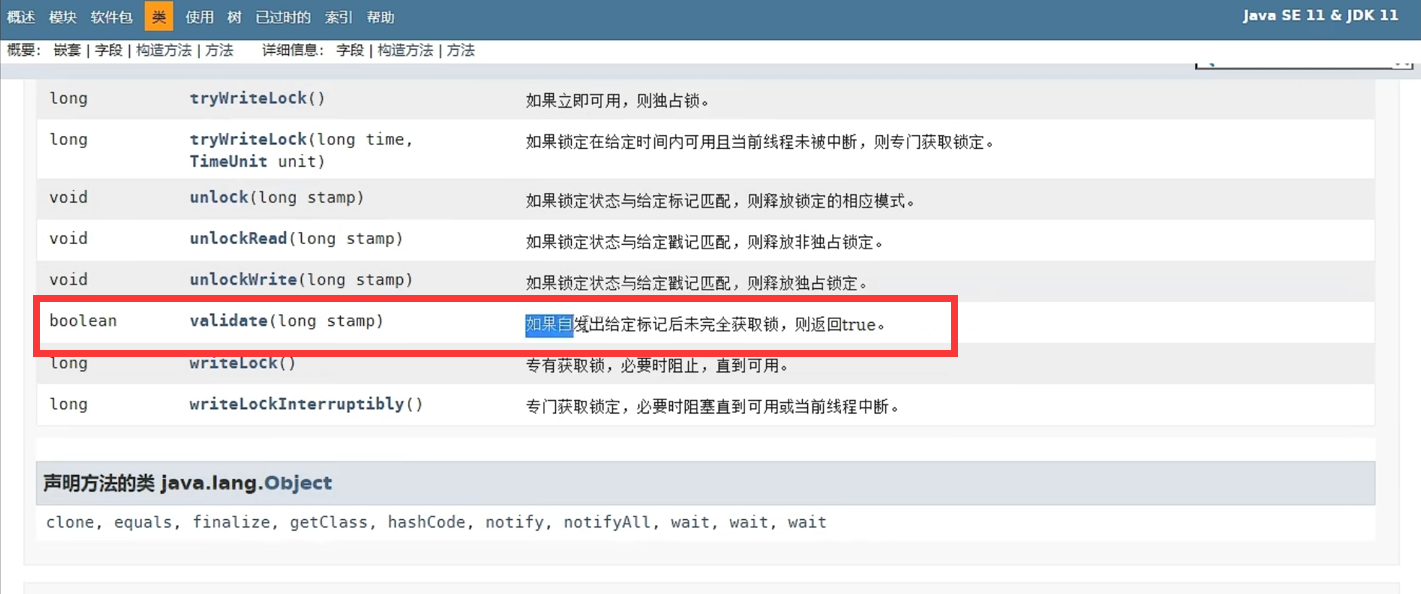 概述 模块 软件包 类 使用 树 已过时的 索引 帮助 Java SE 11 & JDK 11
概要: 嵌套 | 字段 | 构造方法 | 方法 详细信息: 字段 | 构造方法 | 方法
long tryWriteLock() 如果立即可用，则独占锁。
long tryWriteLock(long time, 如果锁定在给定时间内可用且当前线程未被中断，则专门获取锁定。
TimeUnit unit)
void unlock(long stamp) 如果锁定状态与给定标记匹配，则释放锁定的相应模式。
void unlockRead(long stamp) 如果锁定状态与给定戳记匹配，则释放非独占锁定。
void unlockWrite(long stamp) 如果锁定状态与给定戳记匹配，则释放独占锁定。
boolean validate(long stamp) 如果自发出给定标记后未完全获取锁，则返回true。
long writeLock() 专有获取锁，必要时阻止，直到可用。
long writeLockInterruptibly() 专门获取锁定，必要时阻塞直到可用或当前线程中断。
声明方法的类 java.lang.Object
clone, equals, finalize, getClass, hashCode, notify, notifyAll, wait, wait, wait